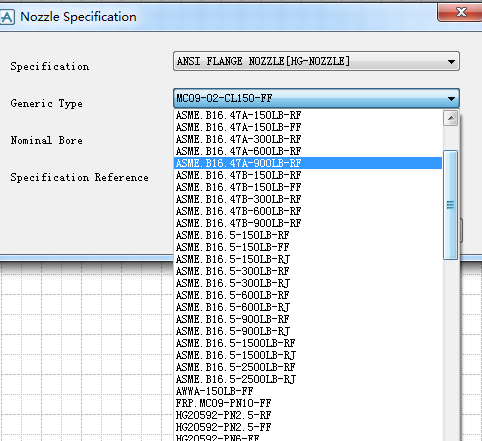 Nozzle Specification
Specification
ANSI FLANGE NOZZLE[HG-NOZZLE]
Generic Type
MC09-02-CL150-FF
Nominal Bore
Specification Reference
ASME.B16.47A-150LB-RF
ASME.B16.47A-150LB-FF
ASME.B16.47A-300LB-RF
ASME.B16.47A-600LB-RF
ASME.B16.47A-900LB-RF
ASME.B16.47B-150LB-RF
ASME.B16.47B-150LB-FF
ASME.B16.47B-300LB-RF
ASME.B16.47B-600LB-RF
ASME.B16.47B-900LB-RF
ASME.B16.5-150LB-RF
ASME.B16.5-150LB-FF
ASME.B16.5-150LB-RJ
ASME.B16.5-300LB-RF
ASME.B16.5-300LB-RJ
ASME.B16.5-600LB-RF
ASME.B16.5-600LB-RJ
ASME.B16.5-900LB-RF
ASME.B16.5-900LB-RJ
ASME.B16.5-1500LB-RF
ASME.B16.5-1500LB-RJ
ASME.B16.5-2500LB-RF
ASME.B16.5-2500LB-RJ
AWWA-150LB-FF
FRP.MC09-PN10-FF
HG20592-PN2.5-RF
HG20592-PN2.5-FF
HG20592-PN6-FF